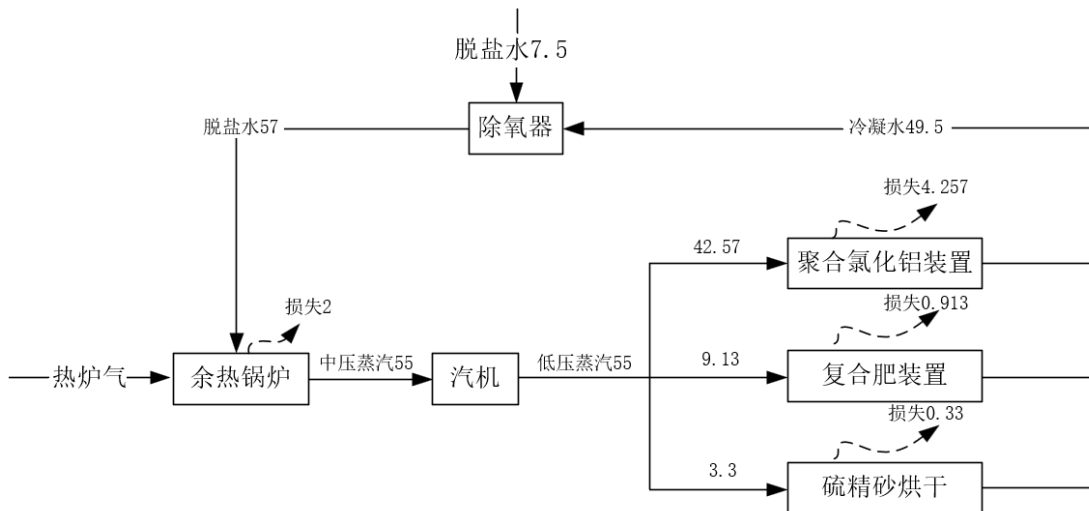 脱盐水7.5
脱盐水57
除氧器
冷凝水49.5
损失4.257
42.57
聚合氯化铝装置
损失2
损失0.913
热炉气
余热锅炉
中压蒸汽55
汽机
低压蒸汽55
9.13
复合肥装置
损失0.33
3.3
硫精砂烘干